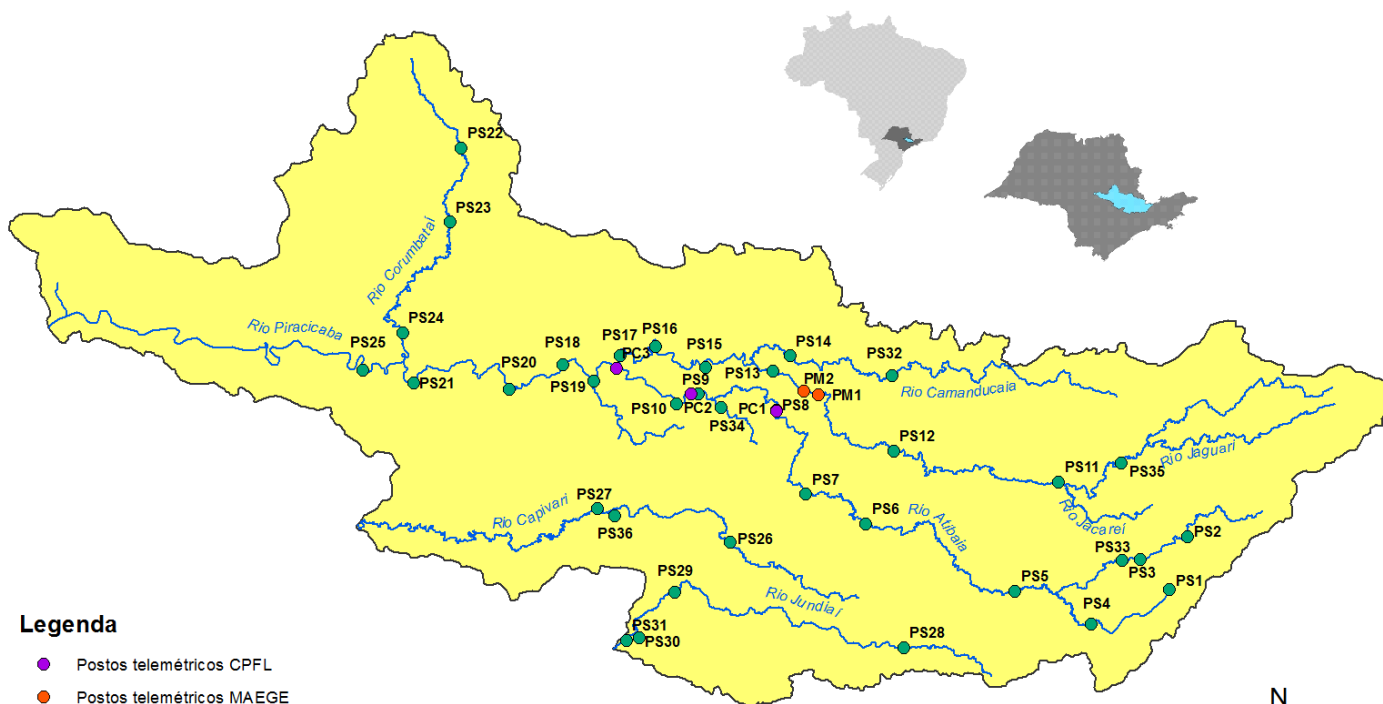 PS22
PS23
Rio Corumbataí
PS24
Rio Piracicaba
PS25
PS21
PS20
PS18
PS19
PS17
PC3
PS16
PS15
PS14
PS13
PS32
Rio Camanducaia
PM2
PM1
PS9
PS10
PC2
PS34
PC1
PS8
PS12
PS11
PS35
Rio Jaguari
Rio Jacareí
PS7
PS6
Rio Atibaia
PS2
PS33
PS3
PS1
PS5
PS4
PS27
Rio Capivari
PS36
PS26
PS29
Rio Jundiaí
PS28
PS31
PS30
Legenda
Postos telemétricos CPFL
Postos telemétricos MAEGE
N